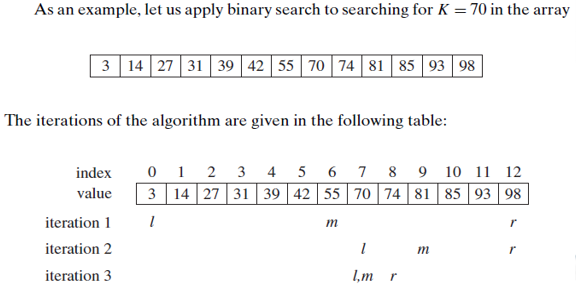 As an example, let us apply binary search to searching for K = 70 in the array
3 14 27 31 39 42 55 70 74 81 85 93 98
The iterations of the algorithm are given in the following table:
index 0 1 2 3 4 5 6 7 8 9 10 11 12
value 3 14 27 31 39 42 55 70 74 81 85 93 98
iteration 1 l m r
iteration 2 l m r
iteration 3 l,m r